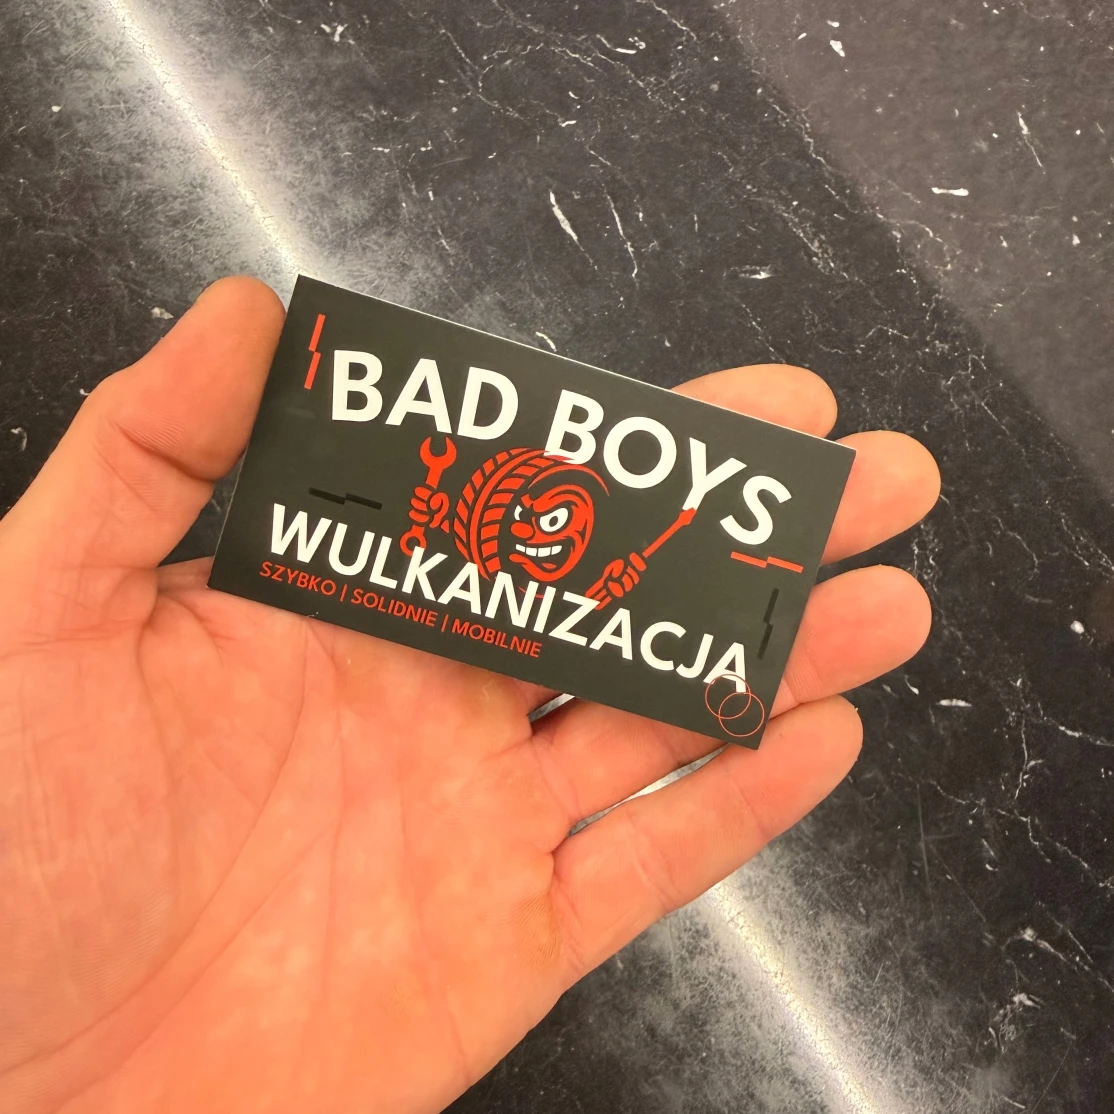 BAD BOYS
WULKANIZACJA
SZYBKO | SOLIDNIE | MOBILNIE